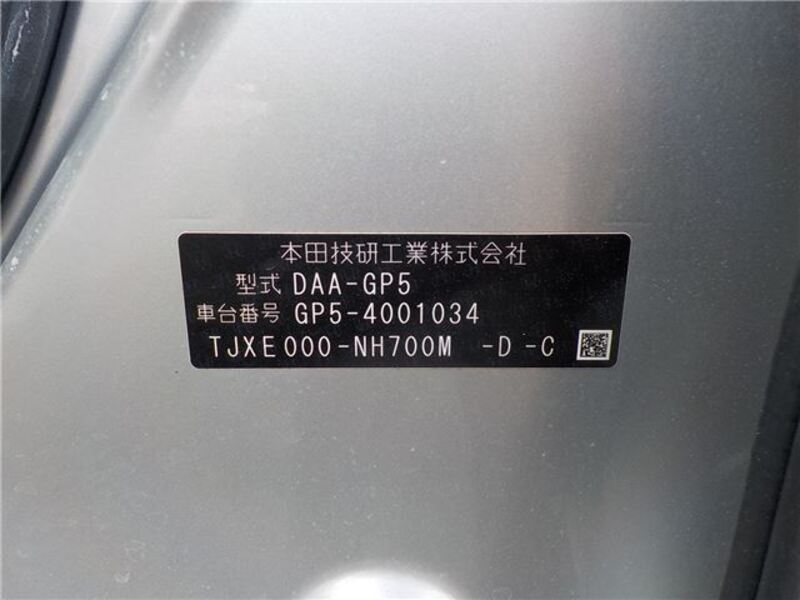 本田技研工業株式会社
型式 DAA-GP5
車台番号 GP5-4001034
TJXE000-NH700M -D -C